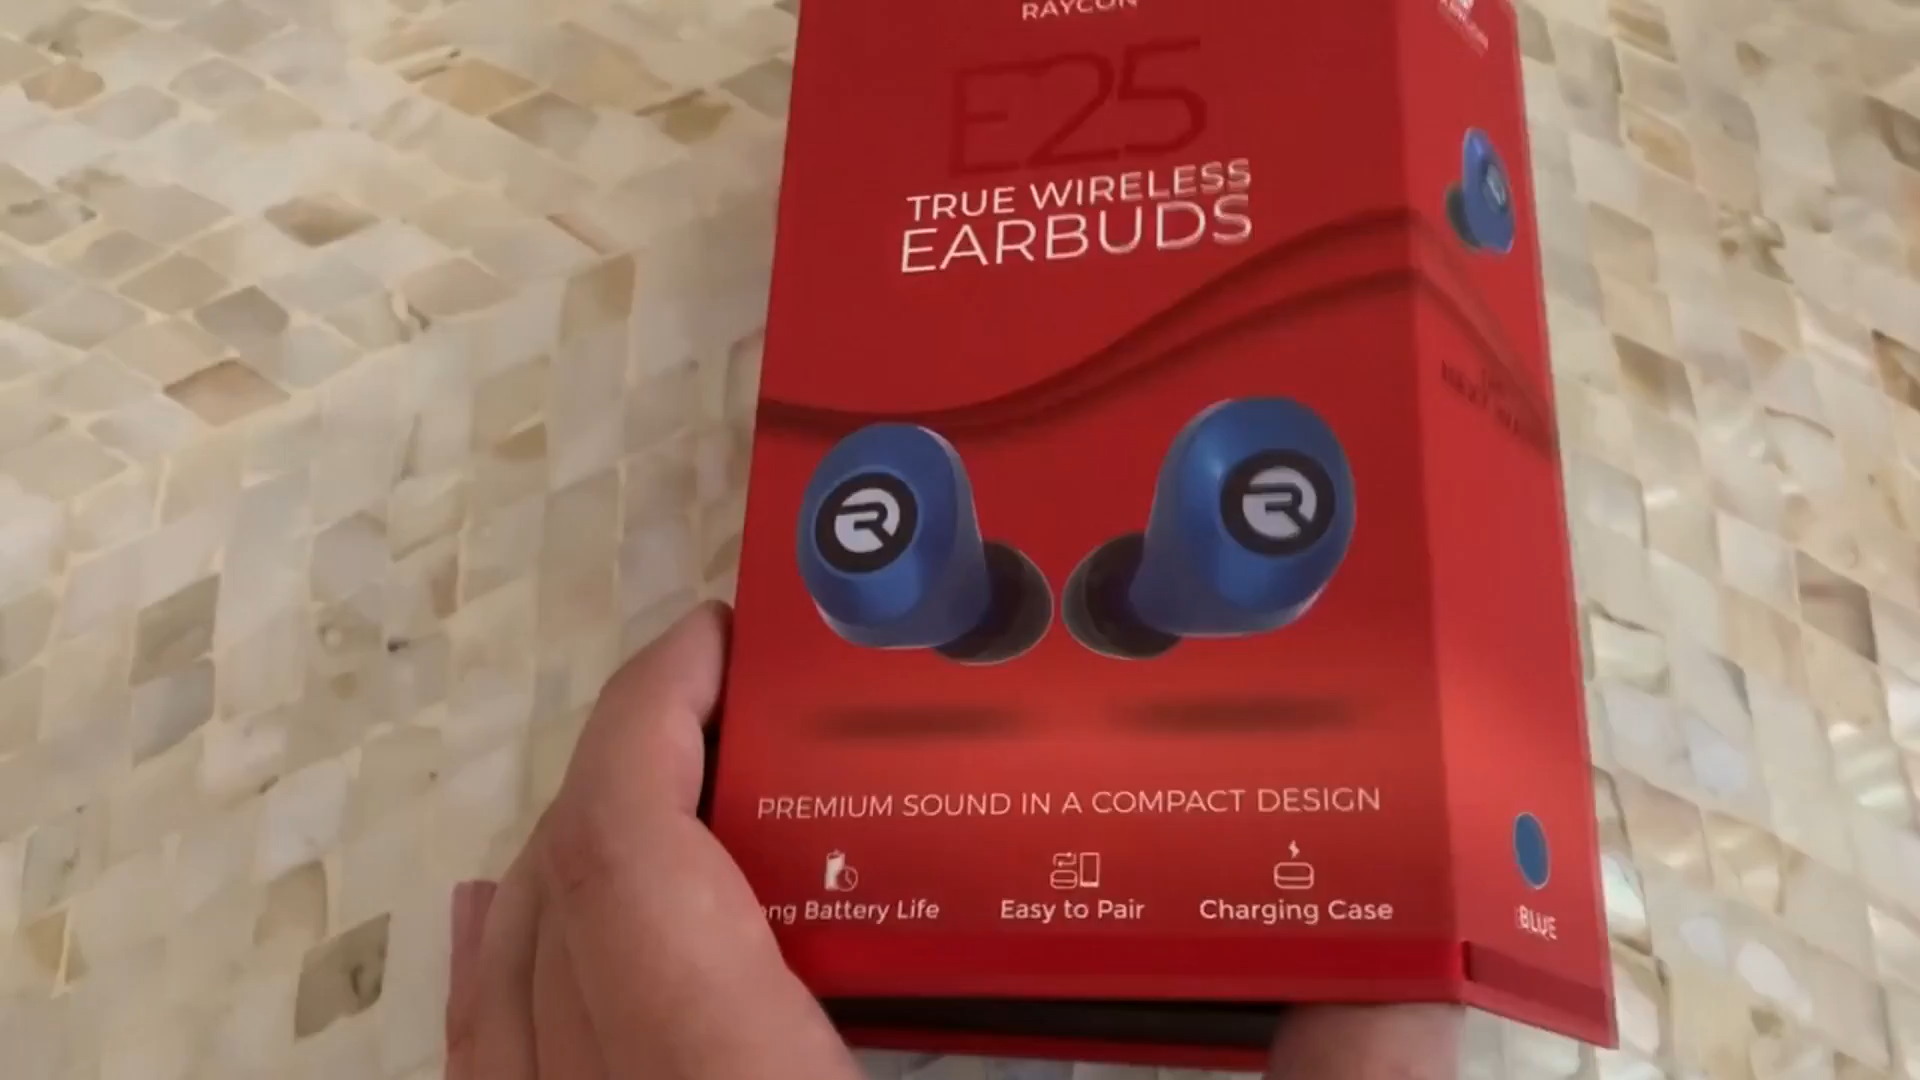 RAYCON
E25
TRUE WIRELESS
EARBUDS
PREMIUM SOUND IN A COMPACT DESIGN
ng Battery Life
Easy to Pair
Charging Case
BLUE